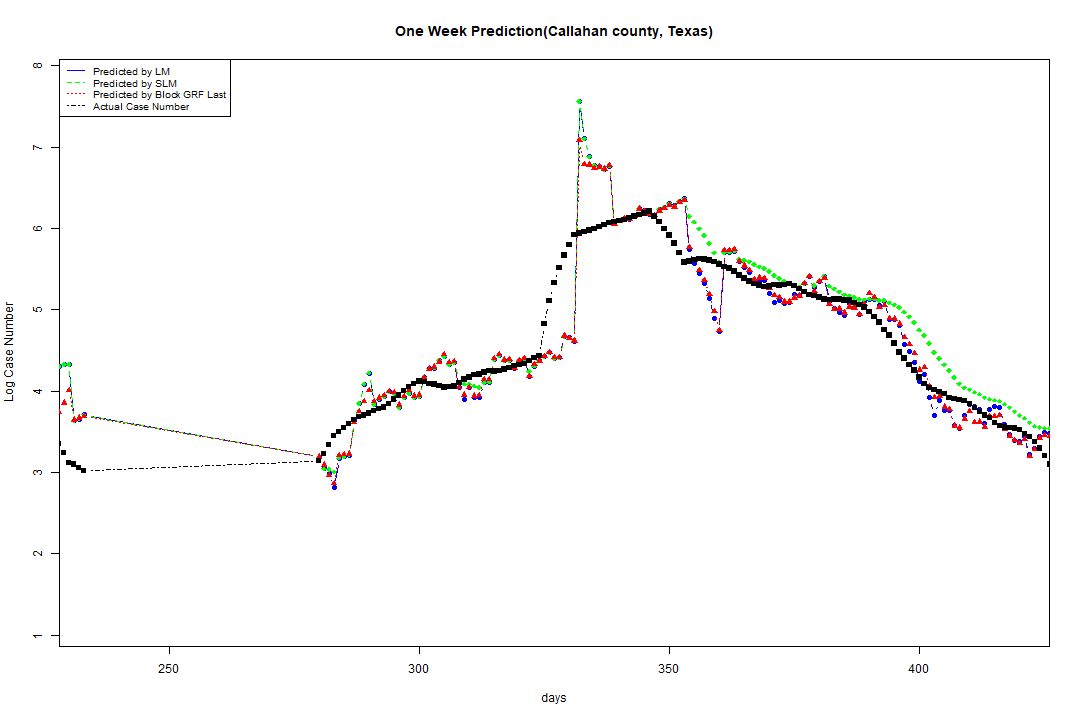 One Week Prediction(Callahan county, Texas)
Predicted by LM
Predicted by SLM
Predicted by Block GRF Last
Actual Case Number
8
7
6
5
4
3
2
1
Log Case Number
250
300
350
400
days